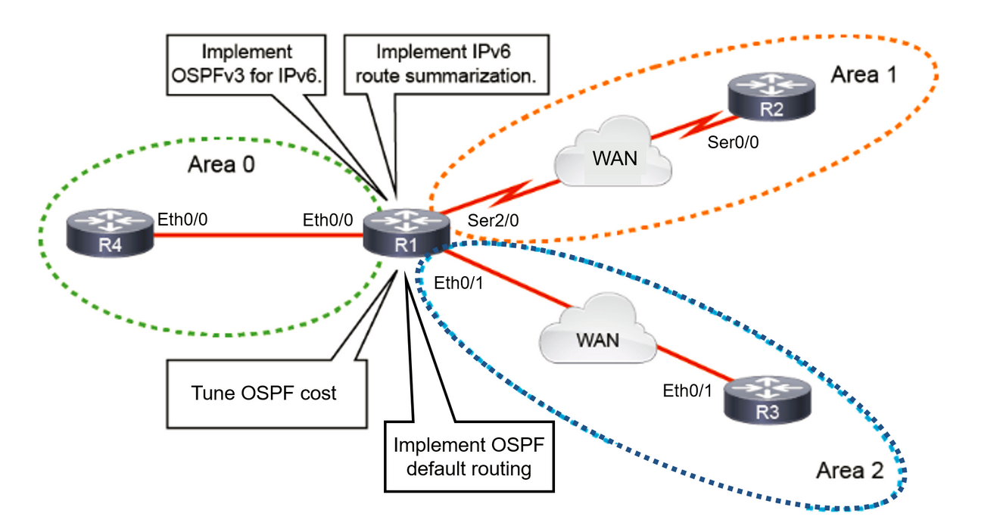 Implement
OSPFv3 for IPv6.
Implement IPv6
route summarization.
Area 1
R2
Ser0/0
WAN
Area 0
Eth0/0
Eth0/0
Ser2/0
R4
R1
Eth0/1
WAN
Eth0/1
R3
Tune OSPF cost
Implement OSPF
default routing
Area 2